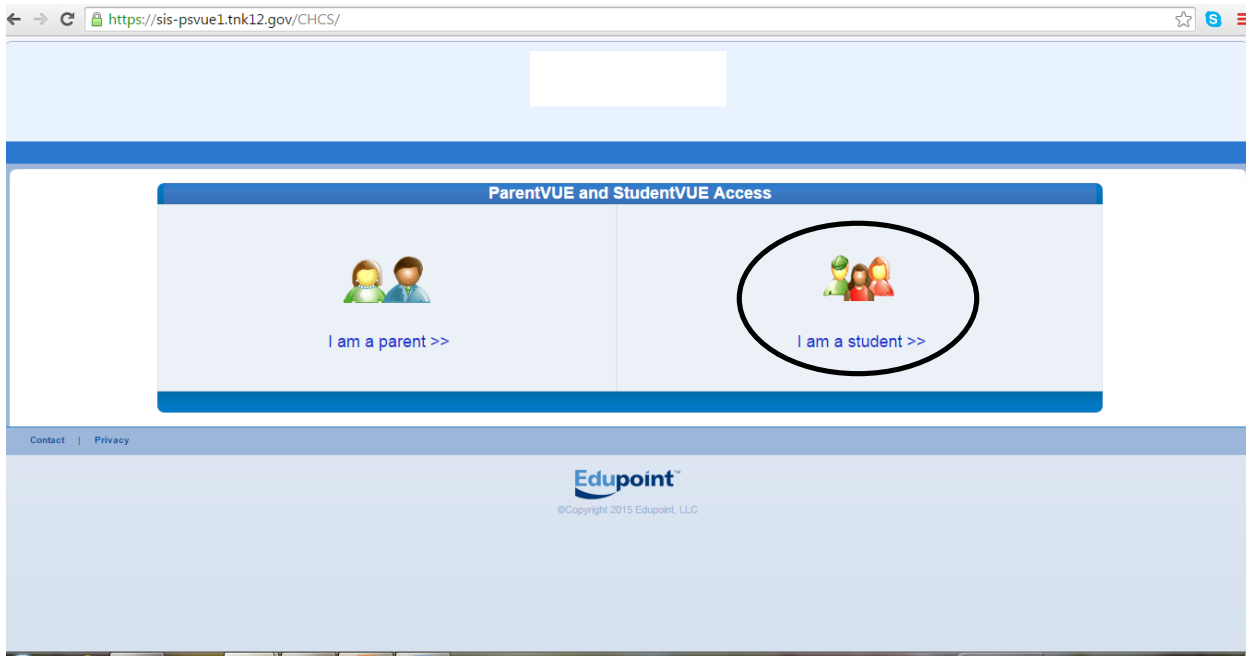 https://sis-psvue1.tnk12.gov/CHCS/
ParentVUE and StudentVUE Access
I am a parent >>
I am a student >>
Contact | Privacy
Edupoint™
©Copyright 2015 Edupoint, LLC